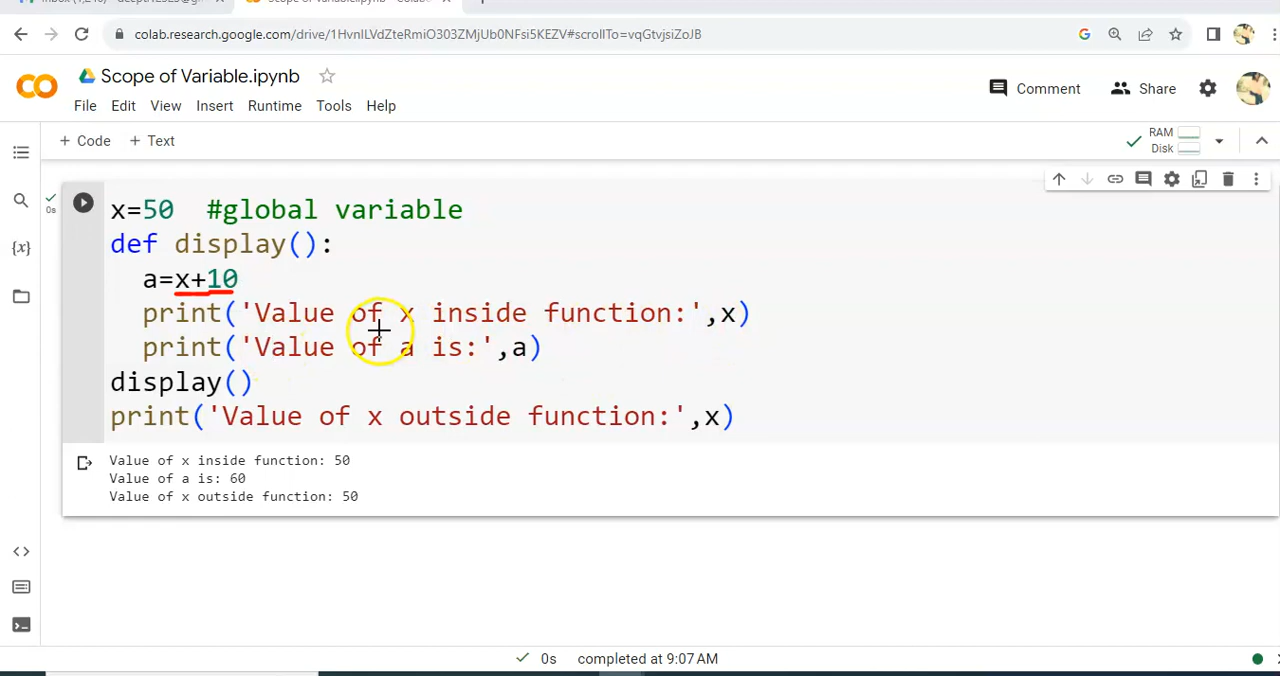 colab.research.google.com/drive/1HvnILVdZteRmiO303ZMjUb0NFsi5KEZV#scrollTo=vqGtvjsiZoJB
Scope of Variable.ipynb
File Edit View Insert Runtime Tools Help
Comment Share
+ Code + Text
RAM
Disk
{x}
0s
x=50 #global variable
def display():
a=x+10
print('Value of x inside function:',x)
print('Value of a is:',a)
display()
print('Value of x outside function:',x)
Value of x inside function: 50
Value of a is: 60
Value of x outside function: 50
0s completed at 9:07 AM